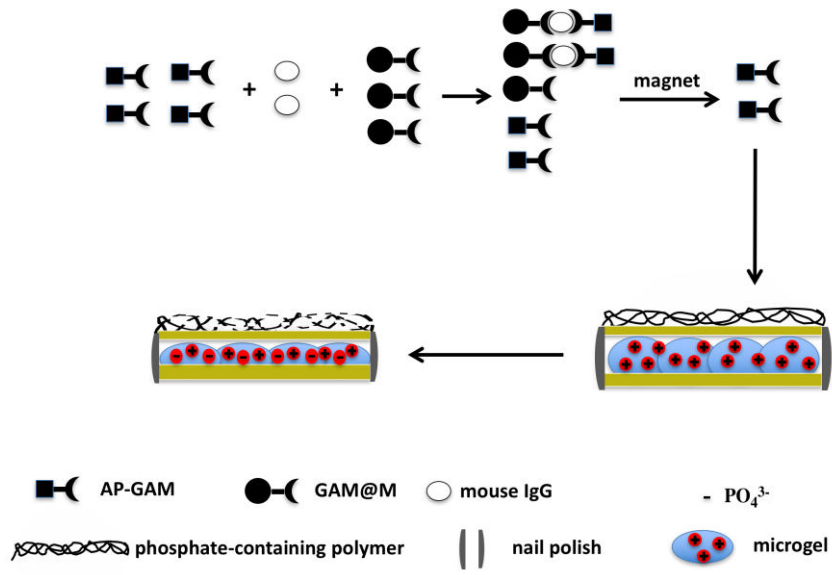 + + magnet
AP-GAM GAM@M mouse IgG - PO₄³⁻
phosphate-containing polymer nail polish microgel